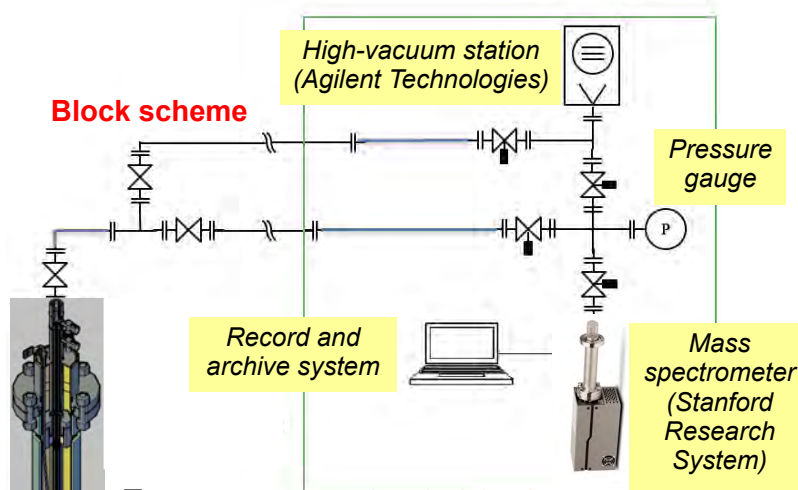 High-vacuum station
(Agilent Technologies)
Block scheme
Pressure
gauge
P
Record and
archive system
Mass
spectrometer
(Stanford
Research
System)